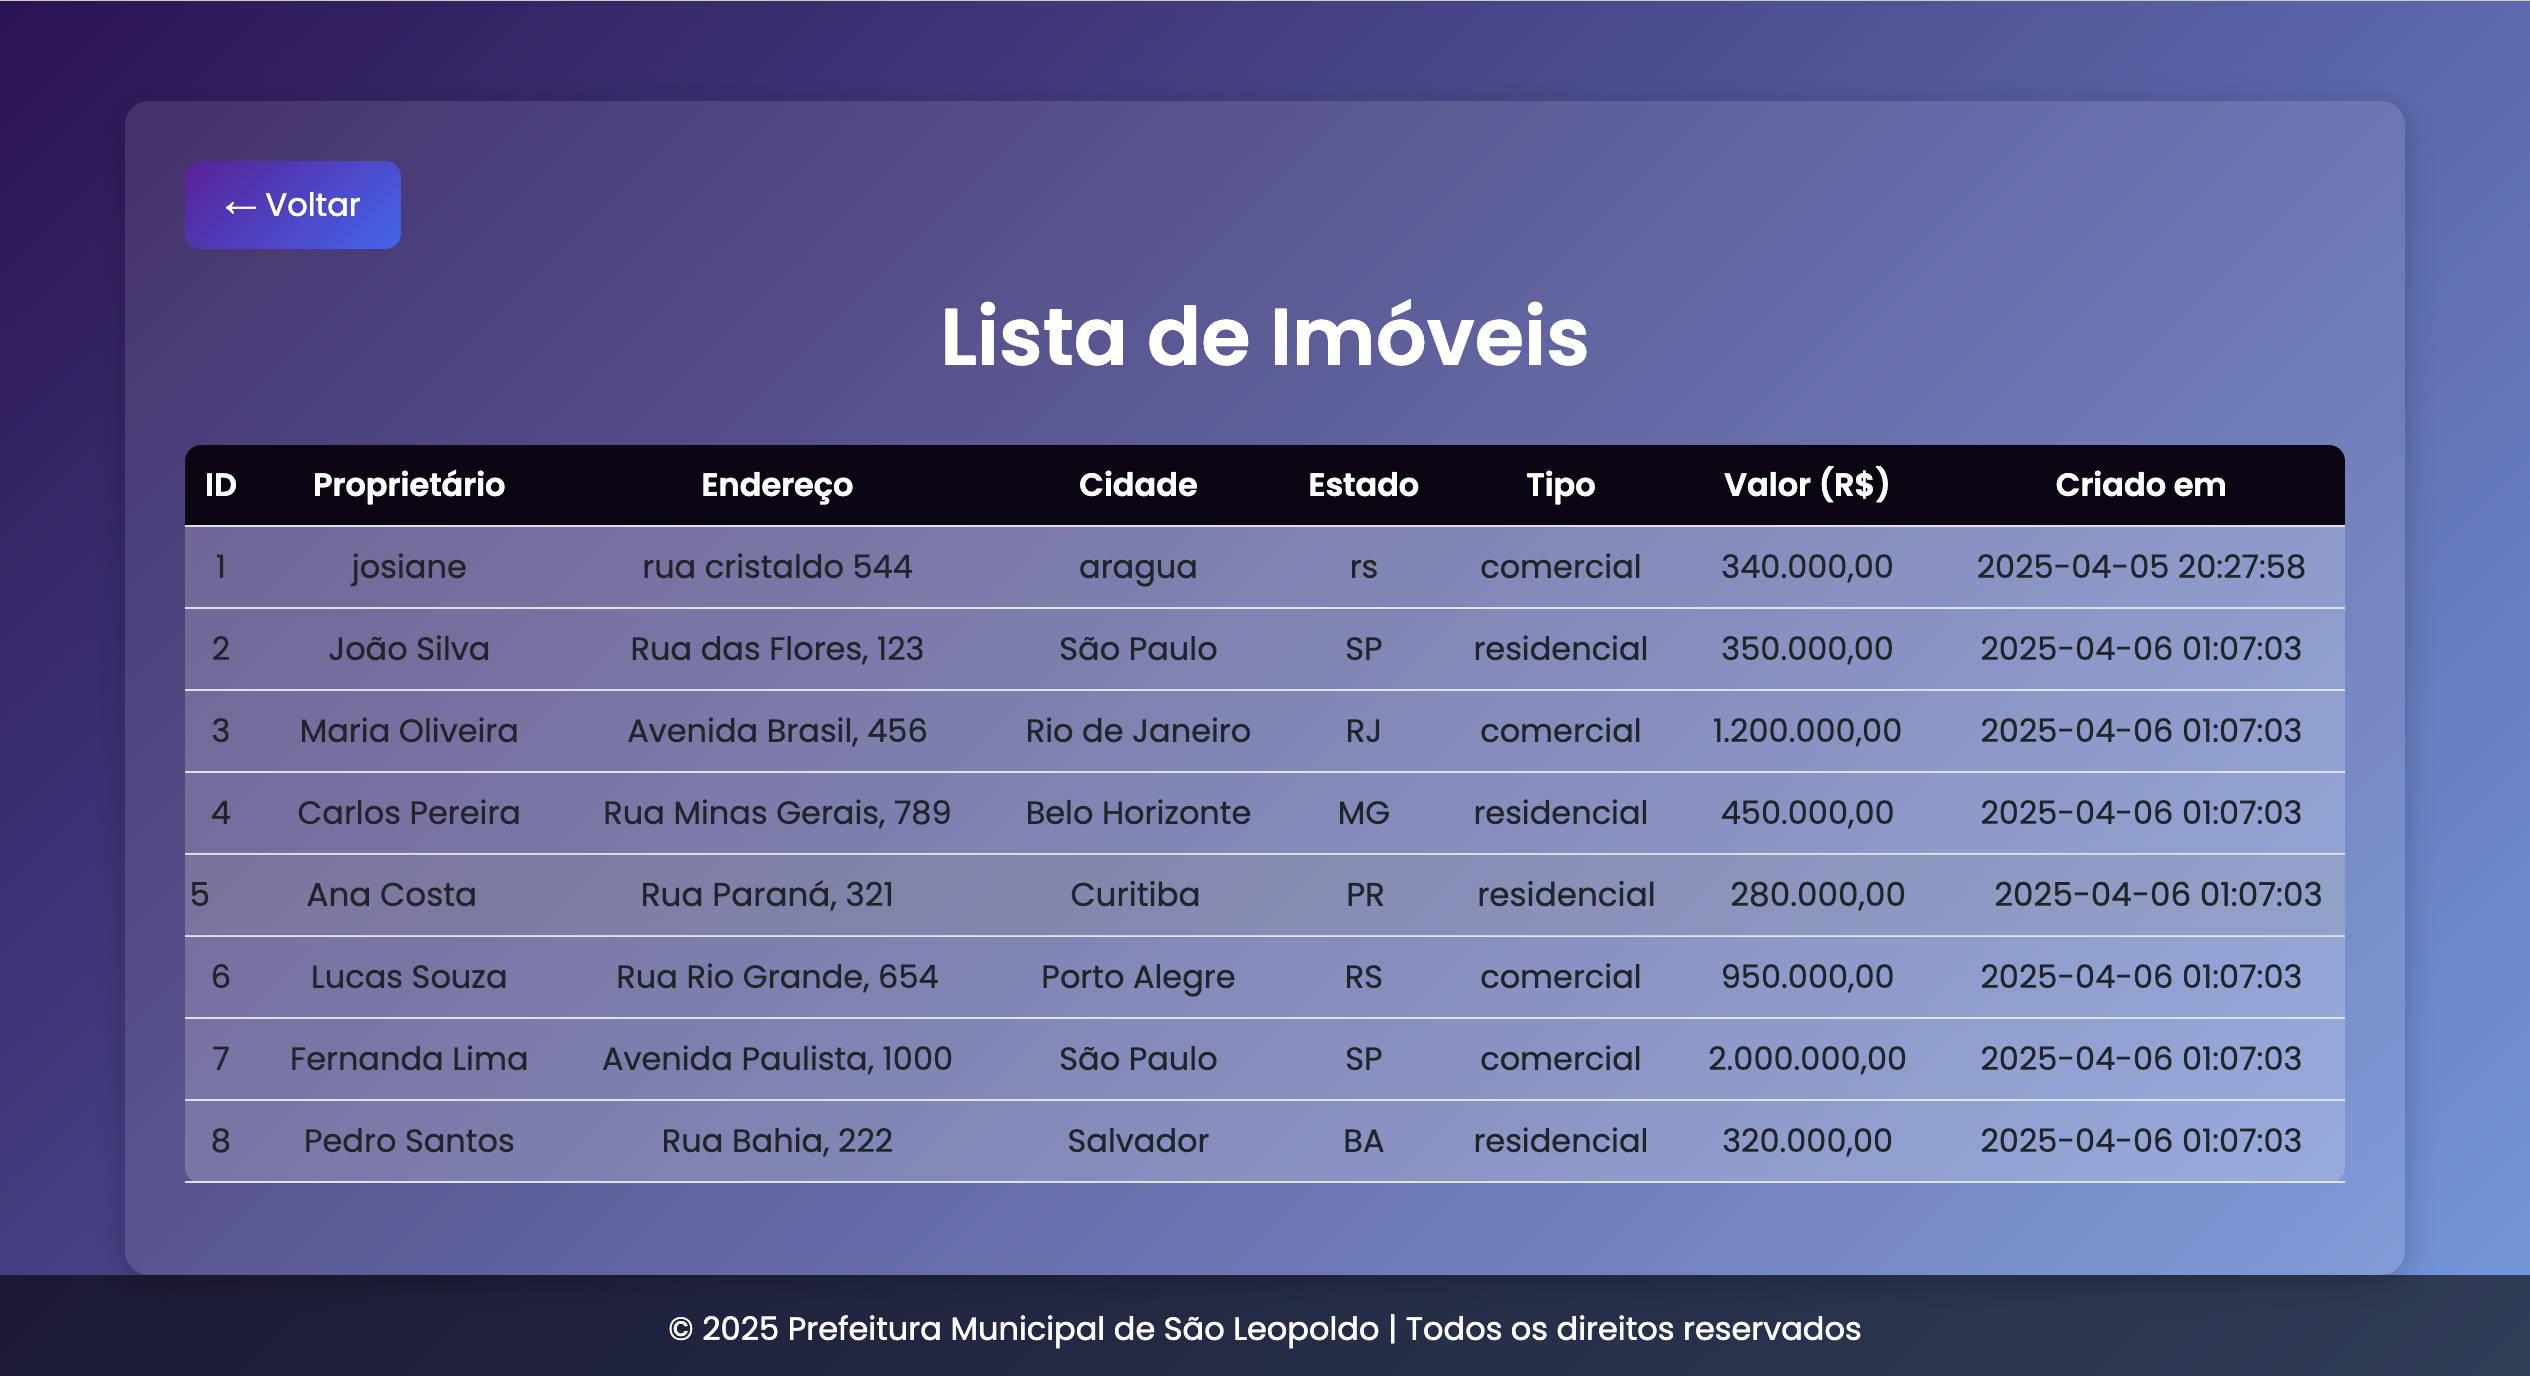 ← Voltar
Lista de Imóveis
ID Proprietário Endereço Cidade Estado Tipo Valor (R$) Criado em
1 josiane rua cristaldo 544 aragua rs comercial 340.000,00 2025-04-05 20:27:58
2 João Silva Rua das Flores, 123 São Paulo SP residencial 350.000,00 2025-04-06 01:07:03
3 Maria Oliveira Avenida Brasil, 456 Rio de Janeiro RJ comercial 1.200.000,00 2025-04-06 01:07:03
4 Carlos Pereira Rua Minas Gerais, 789 Belo Horizonte MG residencial 450.000,00 2025-04-06 01:07:03
5 Ana Costa Rua Paraná, 321 Curitiba PR residencial 280.000,00 2025-04-06 01:07:03
6 Lucas Souza Rua Rio Grande, 654 Porto Alegre RS comercial 950.000,00 2025-04-06 01:07:03
7 Fernanda Lima Avenida Paulista, 1000 São Paulo SP comercial 2.000.000,00 2025-04-06 01:07:03
8 Pedro Santos Rua Bahia, 222 Salvador BA residencial 320.000,00 2025-04-06 01:07:03
© 2025 Prefeitura Municipal de São Leopoldo | Todos os direitos reservados